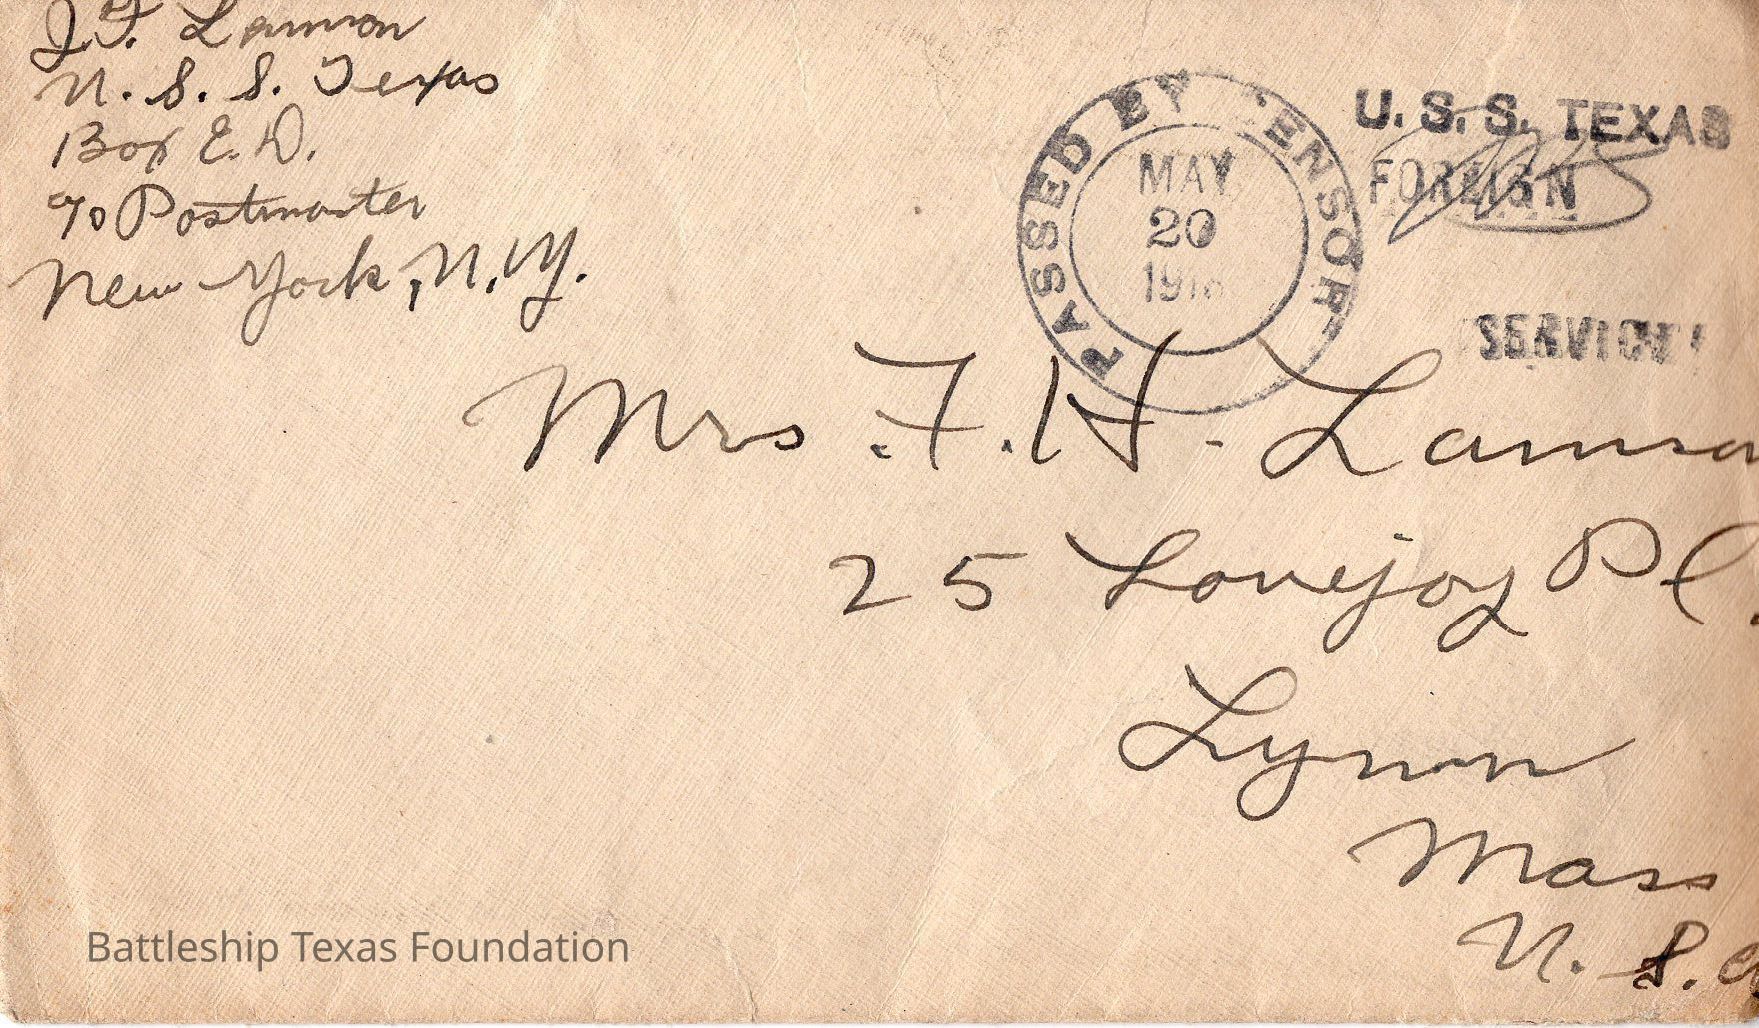 J. F. Lamson
U. S. S. Texas
Box E. D.
c/o Postmaster
New York, N. Y.
PASSED BY CENSOR
MAY
20
1918
U. S. S. TEXAS
FOREIGN
SERVICE
Mrs. F. H. Lamso
25 Lovejoy Pl.
Lynn
Mass
U. S. A
Battleship Texas Foundation